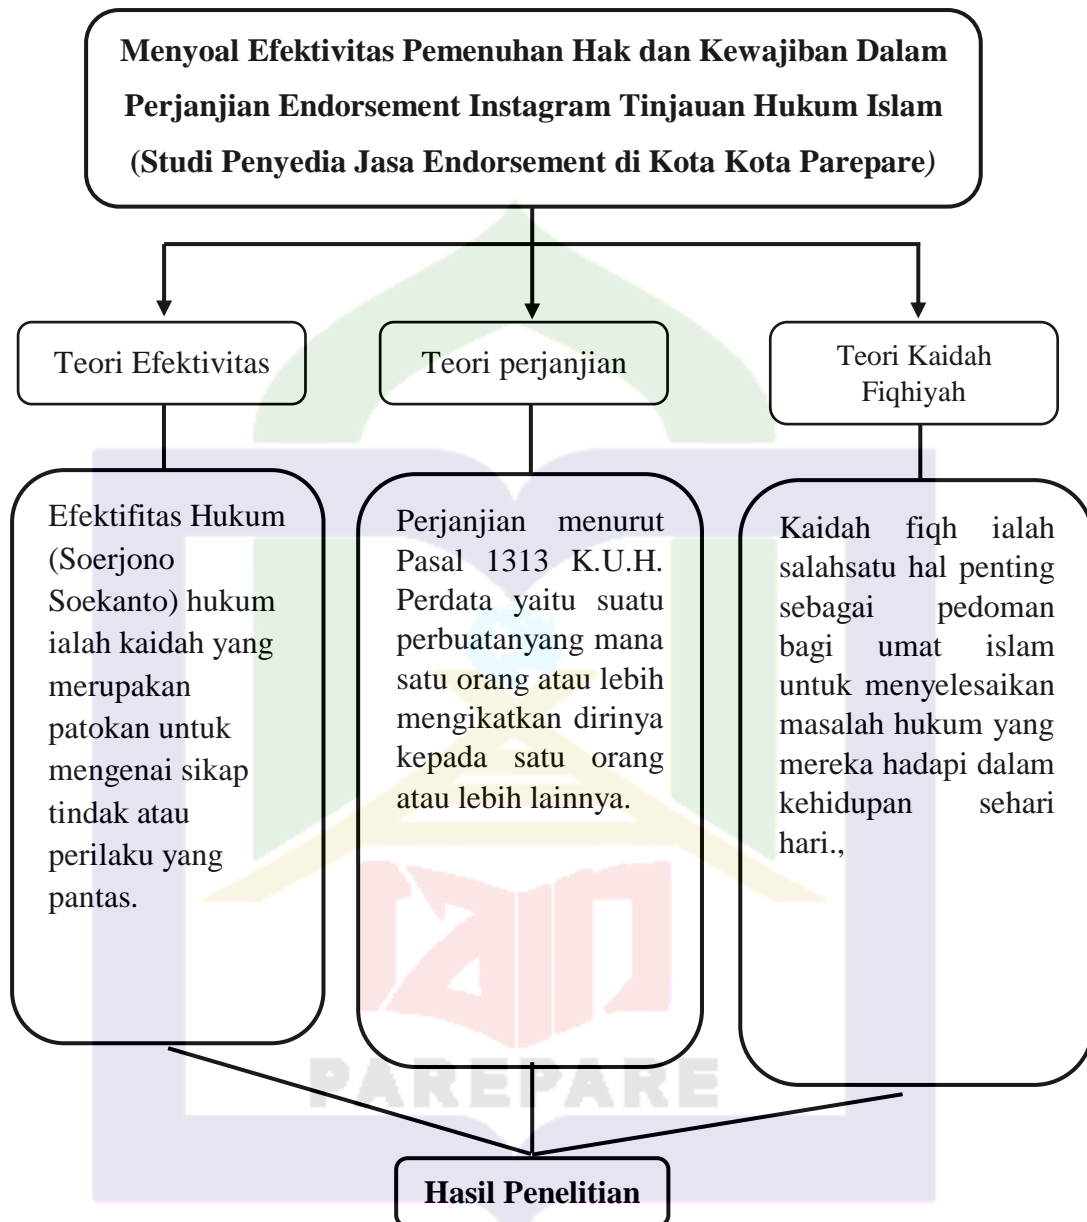 Menyoal Efektivitas Pemenuhan Hak dan Kewajiban Dalam
Perjanjian Endorsement Instagram Tinjauan Hukum Islam
(Studi Penyedia Jasa Endorsement di Kota Kota Parepare)
Teori Efektivitas
Teori perjanjian
Teori Kaidah
Fiqhiyah
Efektifitas Hukum
(Soerjono
Soekanto) hukum
ialah kaidah yang
merupakan
patokan untuk
mengenai sikap
tindak atau
perilaku yang
pantas.
Perjanjian menurut
Pasal 1313 K.U.H.
Perdata yaitu suatu
perbuatanyang mana
satu orang atau lebih
mengikatkan dirinya
kepada satu orang
atau lebih lainnya.
Kaidah fiqh ialah
salahsatu hal penting
sebagai pedoman
bagi umat islam
untuk menyelesaikan
masalah hukum yang
mereka hadapi dalam
kehidupan sehari
hari.,
iain
PAREPARE
Hasil Penelitian